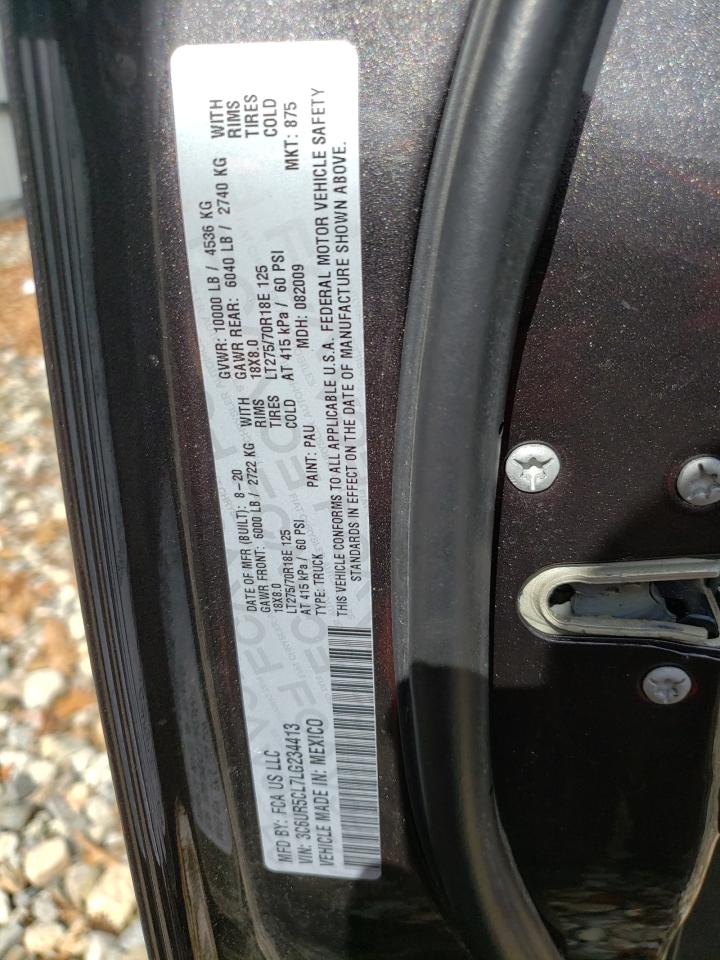 MFD BY: FCA US LLC
DATE OF MFR (BUILT): 8-20
GVWR: 10000 LB / 4536 KG
VIN: 3C6UR5CL7LG234413
GAWR FRONT: 6000 LB / 2722 KG WITH
GAWR REAR: 6040 LB / 2740 KG WITH
VEHICLE MADE IN: MEXICO
18X8.0 RIMS
18X8.0 RIMS
LT275/70R18E 125 TIRES
LT275/70R18E 125 TIRES
AT 415 kPa / 60 PSI COLD
AT 415 kPa / 60 PSI COLD
TYPE: TRUCK
PAINT: PAU
MDH: 082009
MKT: 875
THIS VEHICLE CONFORMS TO ALL APPLICABLE U.S.A. FEDERAL MOTOR VEHICLE SAFETY
STANDARDS IN EFFECT ON THE DATE OF MANUFACTURE SHOWN ABOVE.